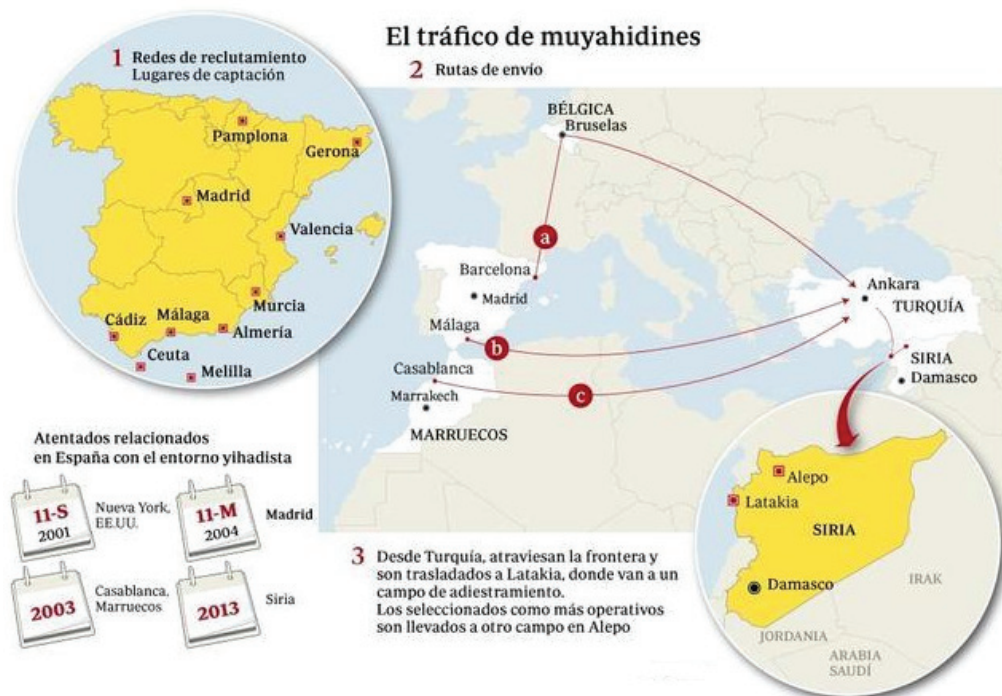 El tráfico de muyahidines
1 Redes de reclutamiento
Lugares de captación
Pamplona
Gerona
Madrid
Valencia
Murcia
Cádiz
Málaga
Almería
Ceuta
Melilla
2 Rutas de envío
BÉLGICA
Bruselas
a
Barcelona
Madrid
Ankara
TURQUÍA
Málaga
b
SIRIA
Damasco
Casablanca
c
Marrakech
MARRUECOS
Atentados relacionados
en España con el entorno yihadista
11-S
2001
Nueva York,
EE.UU.
11-M
2004
Madrid
2003
Casablanca,
Marruecos
2013
Siria
3 Desde Turquía, atraviesan la frontera y
son trasladados a Latakia, donde van a un
campo de adiestramiento.
Los seleccionados como más operativos
son llevados a otro campo en Alepo
Alepo
Latakia
SIRIA
Damasco
IRAK
JORDANIA
ARABIA
SAUDÍ